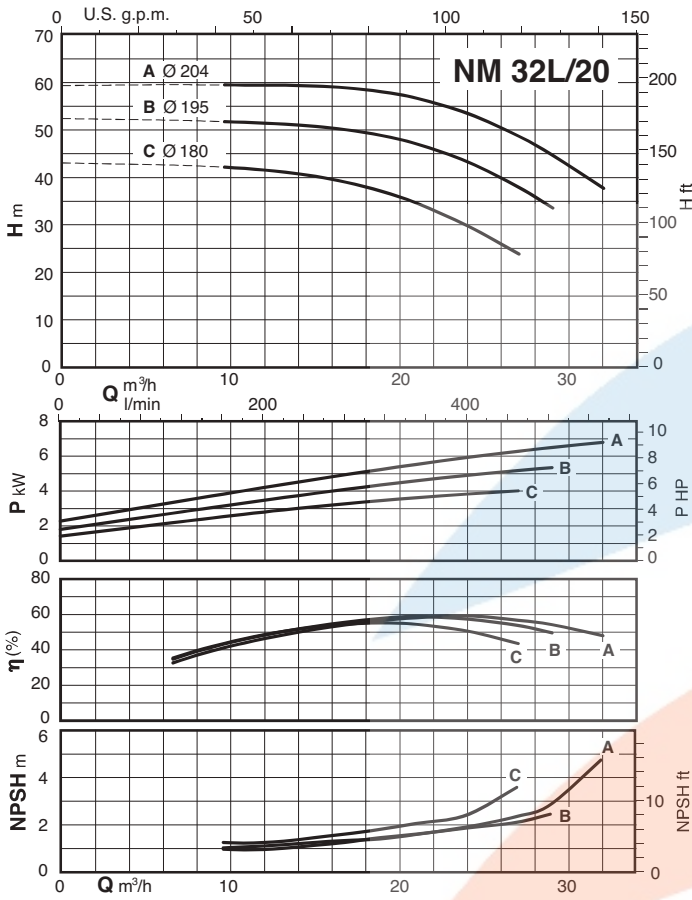 0 U.S. g.p.m. 50 100 150
NM 32L/20
A Ø 204
B Ø 195
C Ø 180
H m
70
60
50
40
30
20
10
0
H ft
200
150
100
50
0
0 10 20 30
Q m³/h
l/min
0 200 400
P kW
8
6
4
2
0
P HP
10
8
6
4
2
0
A
B
C
η (%)
80
60
40
20
0
C B A
NPSH m
6
4
2
0
NPSH ft
10
0
A
C
B
0 Q m³/h 10 20 30